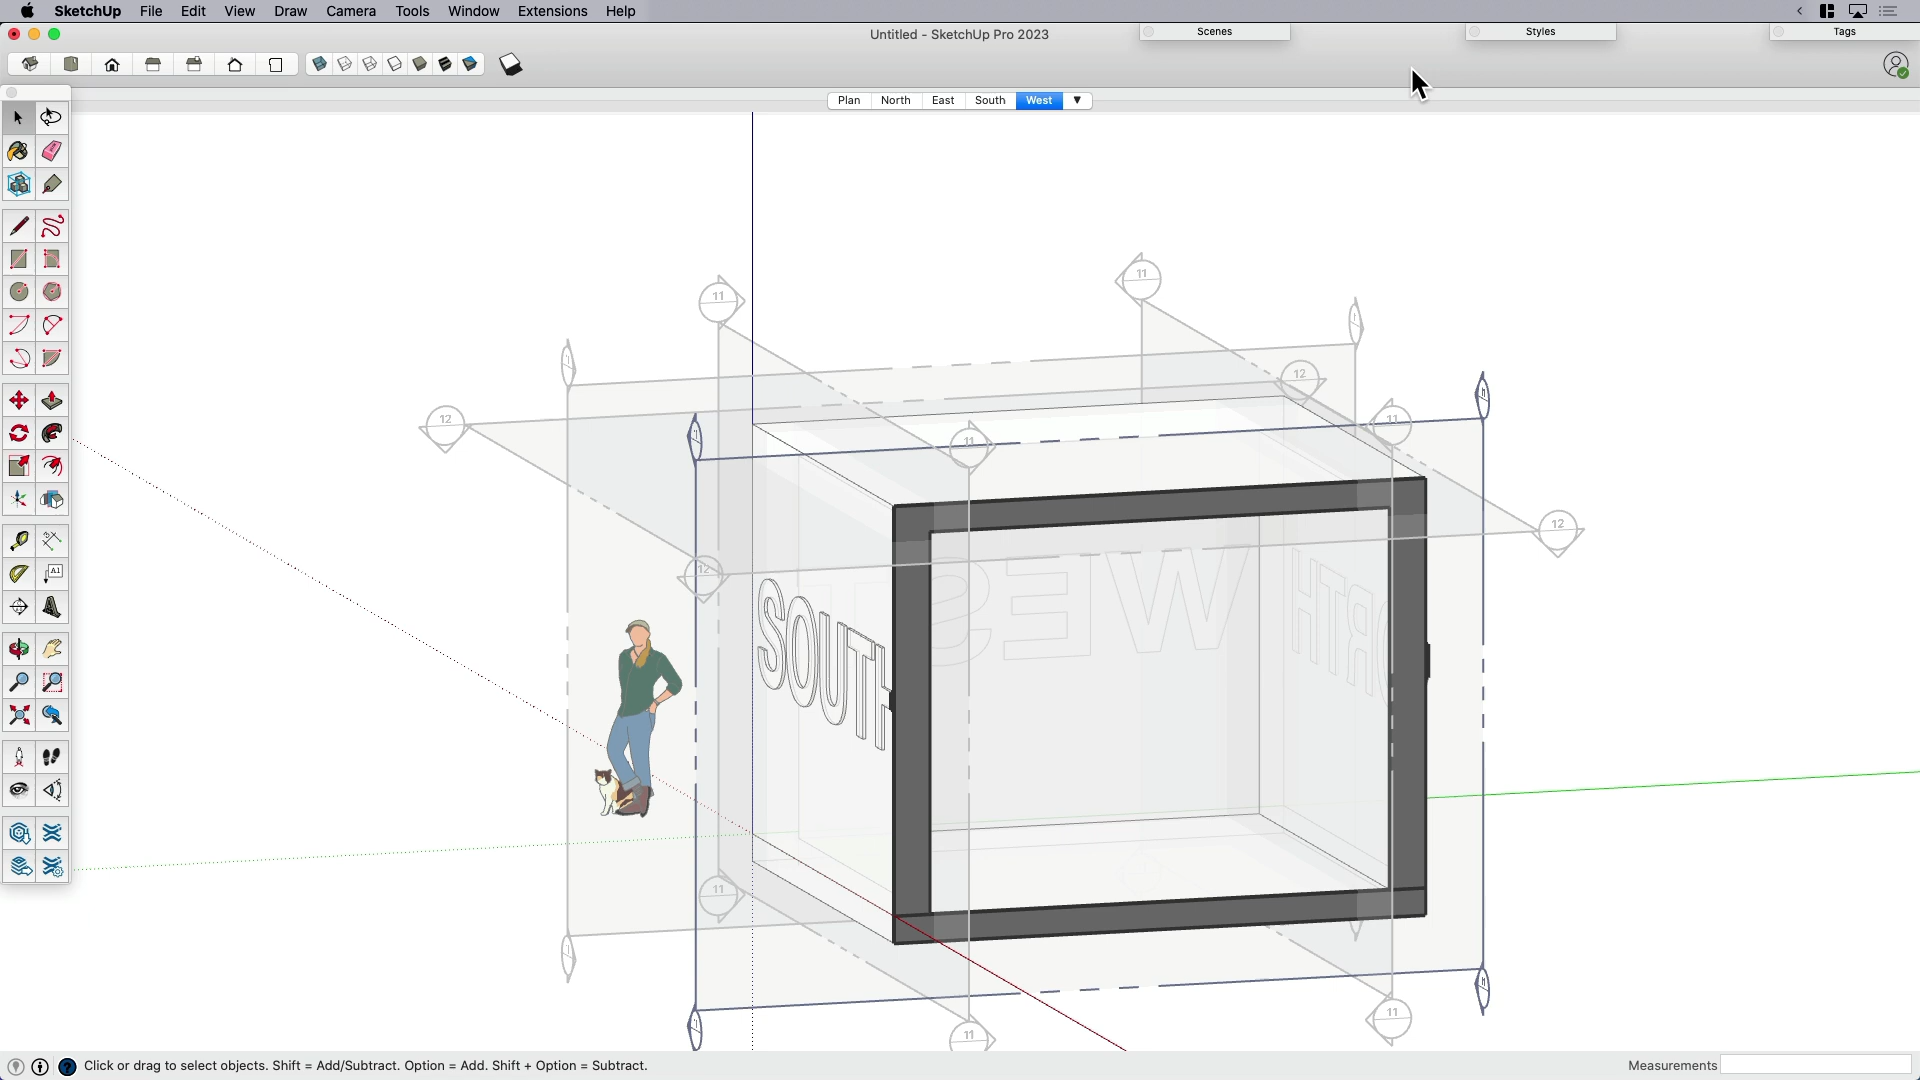 SketchUp File Edit View Draw Camera Tools Window Extensions Help
Untitled - SketchUp Pro 2023
Scenes
Styles
Tags
Plan North East South West
11
11
12
12
11
11
12
12
SOUTH
WEST
NORTH
A1
11
11
11
Click or drag to select objects. Shift = Add/Subtract. Option = Add. Shift + Option = Subtract.
Measurements